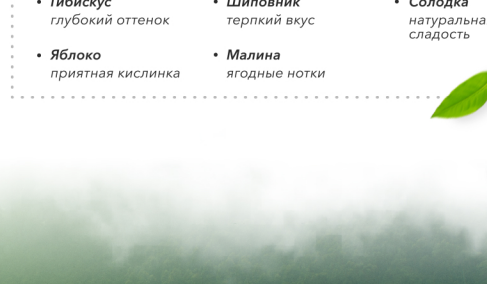 • Гибискус
глубокий оттенок
• Шиповник
терпкий вкус
• Солодка
натуральна
сладость
• Яблоко
приятная кислинка
• Малина
ягодные нотки